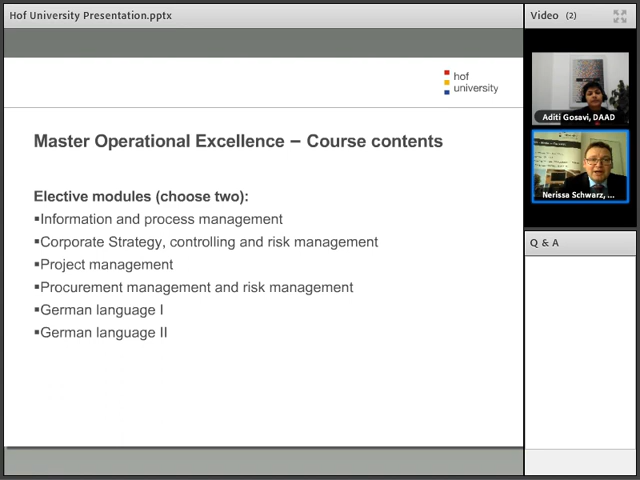 Hof University Presentation.pptx
hof
university
Master Operational Excellence – Course contents
Elective modules (choose two):
▪Information and process management
▪Corporate Strategy, controlling and risk management
▪Project management
▪Procurement management and risk management
▪German language I
▪German language II
Video (2)
Aditi Gosavi, DAAD
Nerissa Schwarz, ...
Q & A